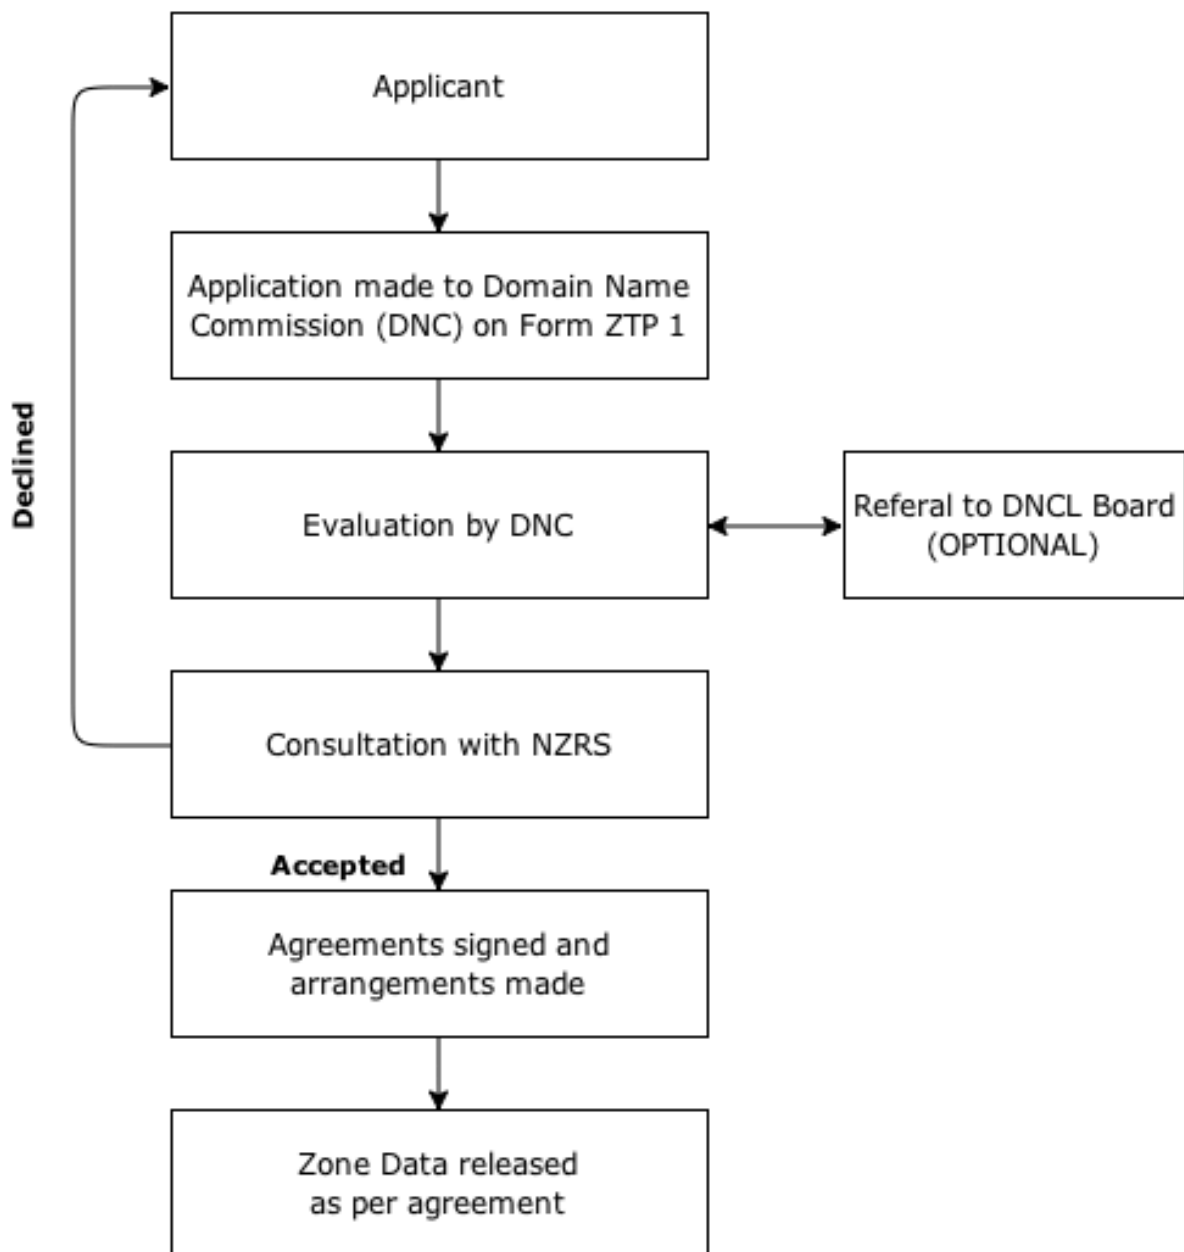 Applicant
Application made to Domain Name
Commission (DNC) on Form ZTP 1
Declined
Evaluation by DNC
Referal to DNCL Board
(OPTIONAL)
Consultation with NZRS
Accepted
Agreements signed and
arrangements made
Zone Data released
as per agreement